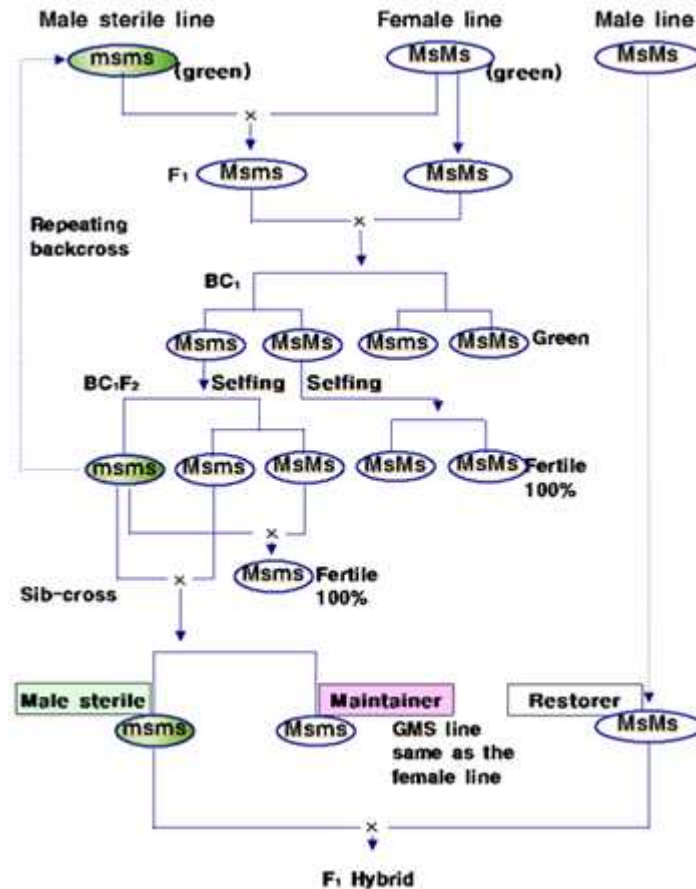 Male sterile line
Female line
Male line
msms
(green)
MsMs
(green)
MsMs
×
F₁
Msms
MsMs
×
Repeating
backcross
BC₁
Msms
MsMs
Msms
MsMs
Green
BC₁F₂
Selfing
Selfing
msms
Msms
MsMs
MsMs
MsMs
Fertile
100%
×
Msms
Fertile
100%
×
Sib-cross
Male sterile
Maintainer
Restorer
msms
Msms
GMS line
same as the
female line
MsMs
×
F₁ Hybrid